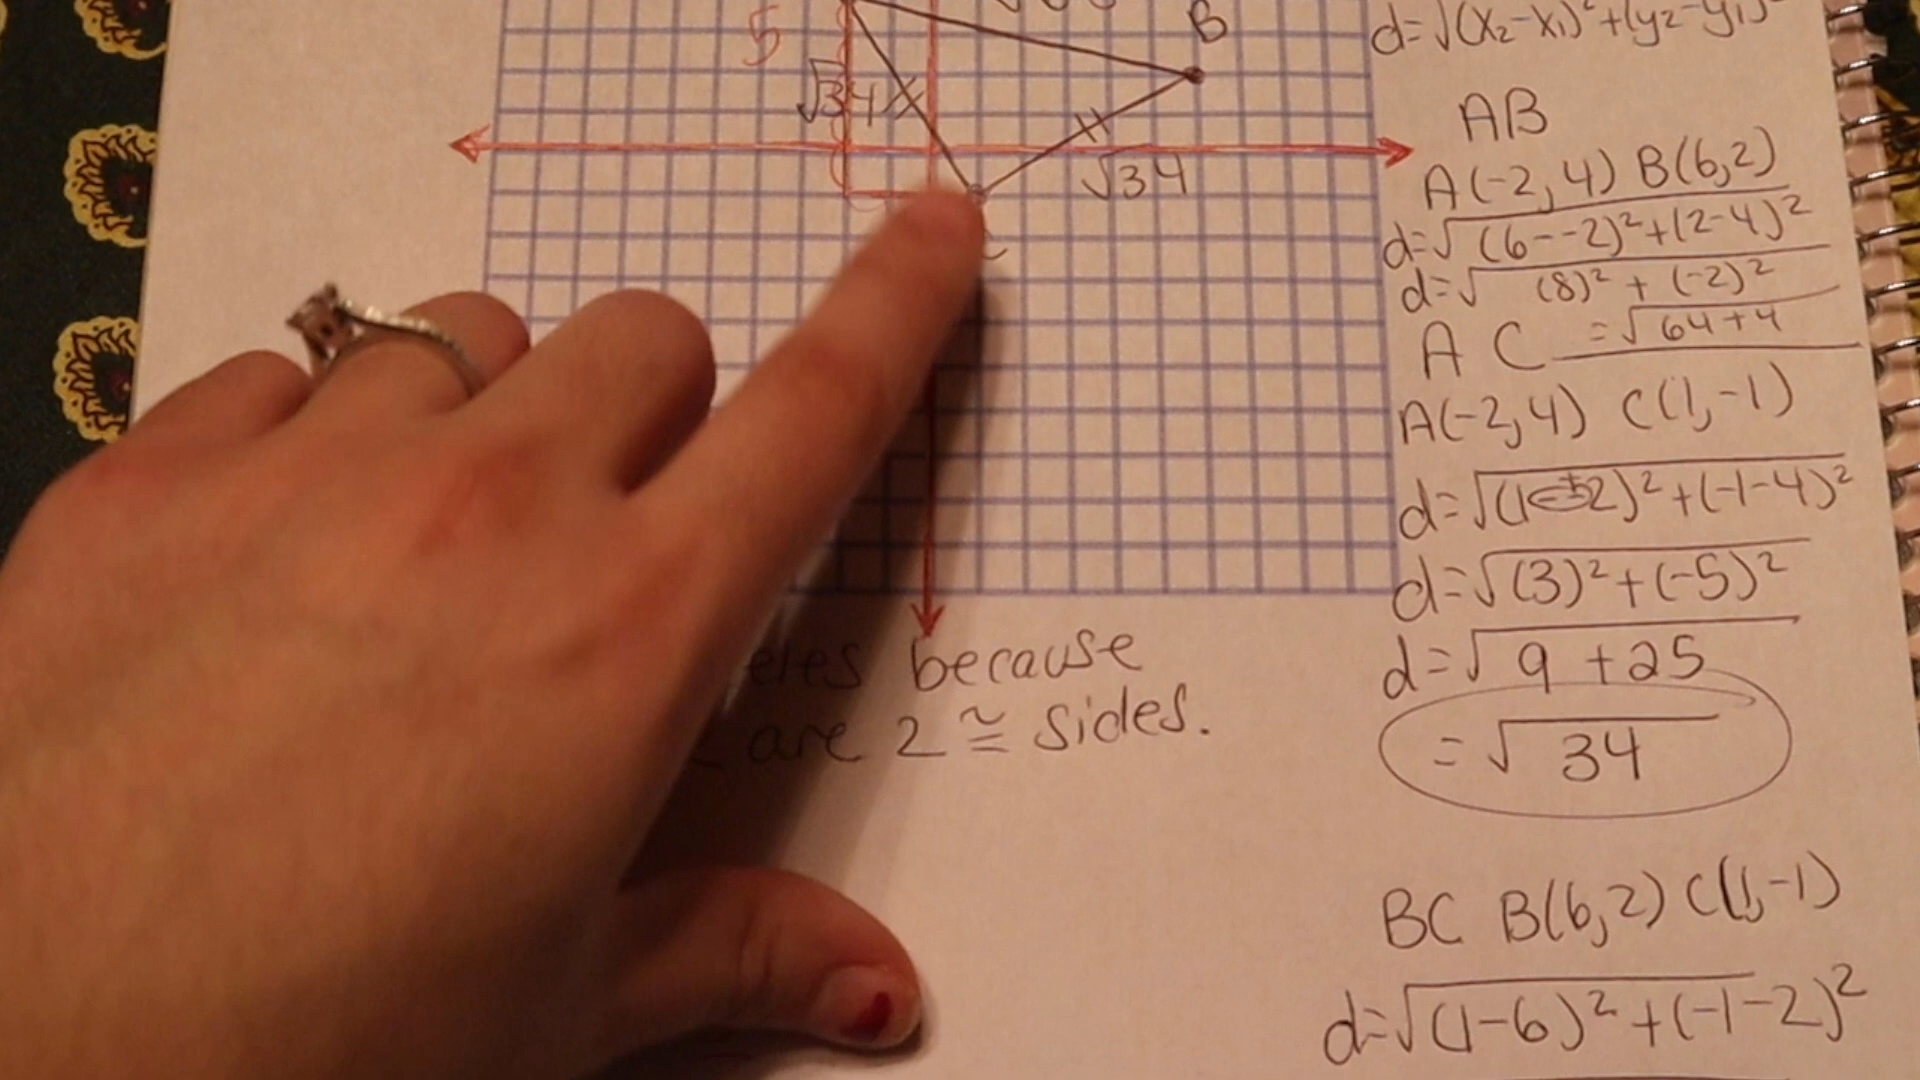 5
B
√34
√34
eles because
are 2 ≅ sides.
d=√(x₂-x₁)²+(y₂-y₁)²
AB
A(-2,4) B(6,2)
d=√(6--2)²+(2-4)²
d=√(8)²+(-2)²
=√64+4
AC
A(-2,4) C(1,-1)
d=√(1-+2)²+(-1-4)²
d=√(3)²+(-5)²
d=√9+25
=√34
BC B(6,2) C(1,-1)
d=√(1-6)²+(-1-2)²